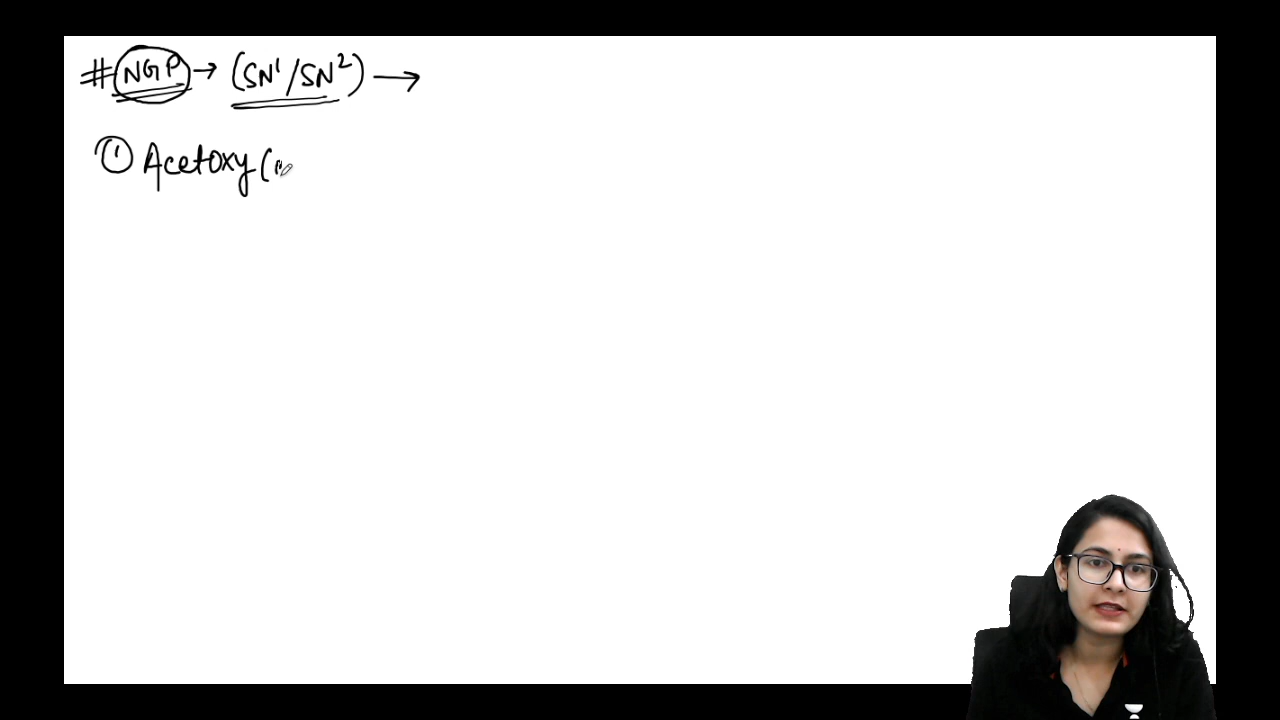 #NGP → (SN¹/SN²) →
① Acetoxy (